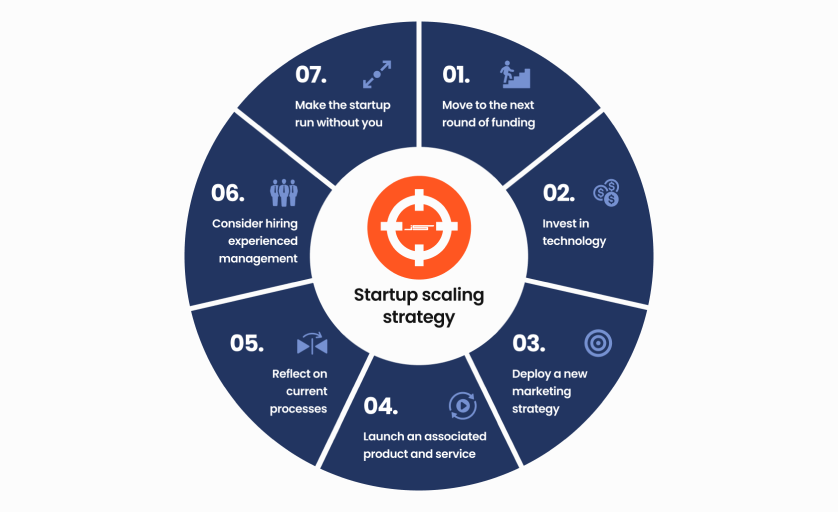 01.
Move to the next
round of funding
02.
Invest in
technology
03.
Deploy a new
marketing
strategy
04.
Launch an associated
product and service
05.
Reflect on
current
processes
06.
Consider hiring
experienced
management
07.
Make the startup
run without you
Startup scaling
strategy